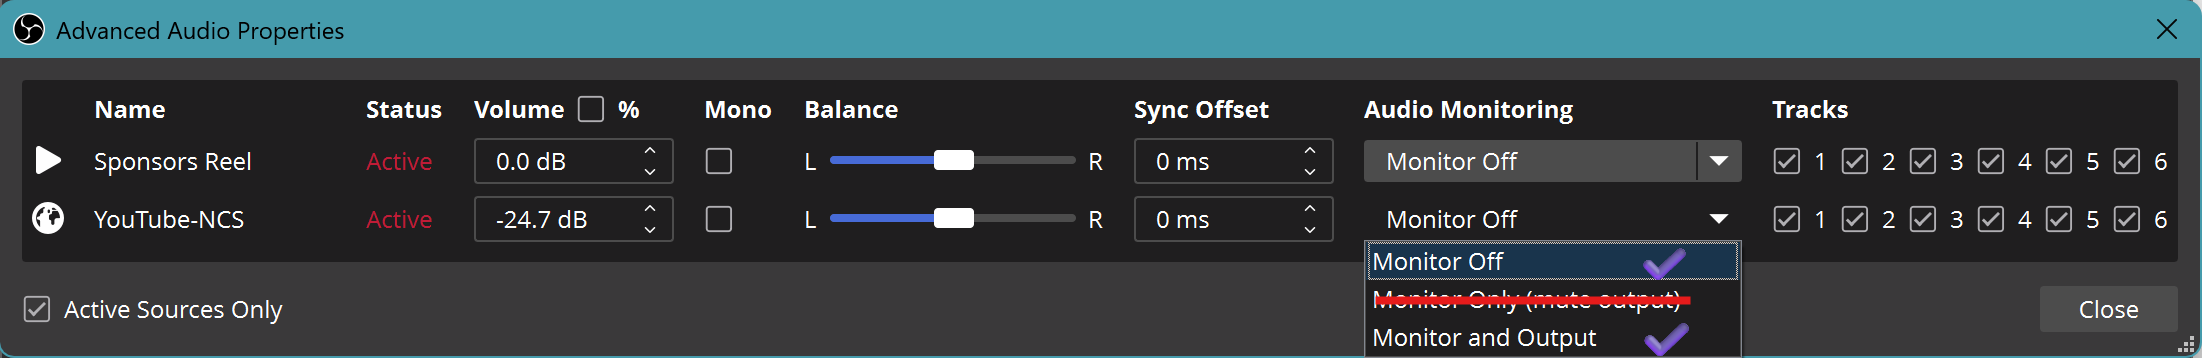 Advanced Audio Properties
Name Status Volume % Mono Balance Sync Offset Audio Monitoring Tracks
Sponsors Reel Active 0.0 dB L R 0 ms Monitor Off 1 2 3 4 5 6
YouTube-NCS Active -24.7 dB L R 0 ms Monitor Off 1 2 3 4 5 6
Monitor Off
Monitor Only (mute output)
Monitor and Output
Active Sources Only
Close